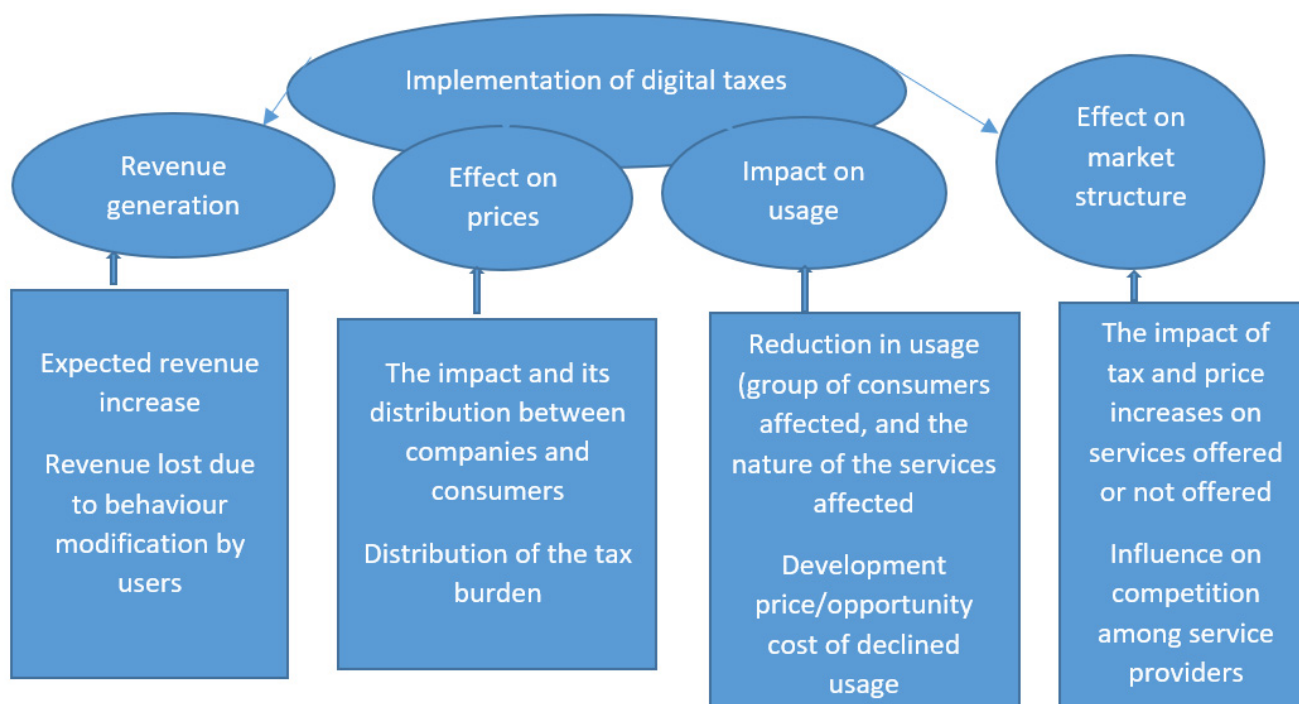 Implementation of digital taxes
Revenue
generation
Effect on
prices
Impact on
usage
Effect on
market
structure
Expected revenue
increase
Revenue lost due
to behaviour
modification by
users
The impact and its
distribution between
companies and
consumers
Distribution of the tax
burden
Reduction in usage
(group of consumers
affected, and the
nature of the services
affected
Development
price/opportunity
cost of declined
usage
The impact of
tax and price
increases on
services offered
or not offered
Influence on
competition
among service
providers